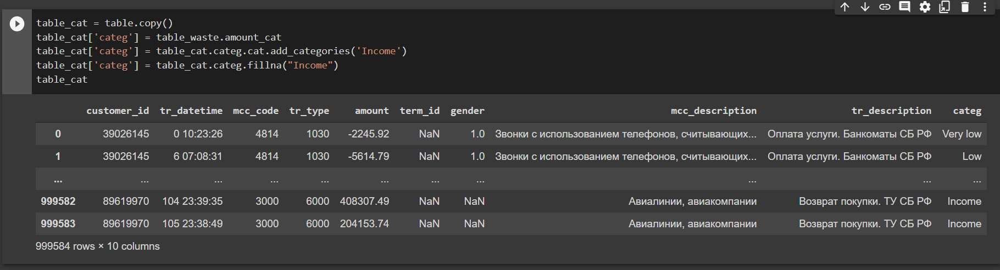 table_cat = table.copy()
table_cat['categ'] = table_waste.amount_cat
table_cat['categ'] = table_cat.categ.cat.add_categories('Income')
table_cat['categ'] = table_cat.categ.fillna("Income")
table_cat
customer_id tr_datetime mcc_code tr_type amount term_id gender mcc_description tr_description categ
0 39026145 0 10:23:26 4814 1030 -2245.92 NaN 1.0 Звонки с использованием телефонов, считывающих... Оплата услуги. Банкоматы СБ РФ Very low
1 39026145 6 07:08:31 4814 1030 -5614.79 NaN 1.0 Звонки с использованием телефонов, считывающих... Оплата услуги. Банкоматы СБ РФ Low
... ... ... ... ... ... ... ... ... ... ...
999582 89619970 104 23:39:35 3000 6000 408307.49 NaN NaN Авиалинии, авиакомпании Возврат покупки. ТУ СБ РФ Income
999583 89619970 105 23:38:49 3000 6000 204153.74 NaN NaN Авиалинии, авиакомпании Возврат покупки. ТУ СБ РФ Income
999584 rows × 10 columns